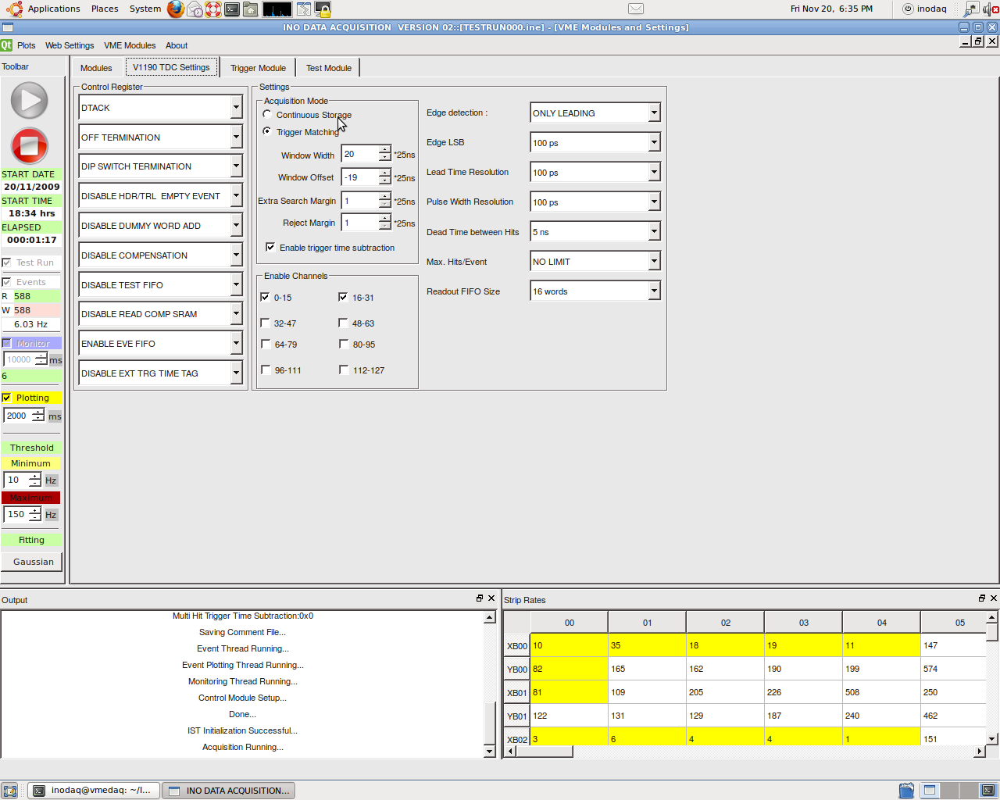 Applications Places System Fri Nov 20, 6:35 PM inodaq
INO DATA ACQUISITION VERSION 02::[TESTRUN000.ine] - [VME Modules and Settings]
Qt Plots Web Settings VME Modules About
Toolbar
Modules V1190 TDC Settings Trigger Module Test Module
START DATE
20/11/2009
START TIME
18:34 hrs
ELAPSED
000:01:17
Test Run
Events
R 588
W 588
6.03 Hz
Monitor
10000 ms
6
Plotting
2000 ms
Threshold
Minimum
10 Hz
Maximum
150 Hz
Fitting
Gaussian
Control Register
DTACK
OFF TERMINATION
DIP SWITCH TERMINATION
DISABLE HDR/TRL EMPTY EVENT
DISABLE DUMMY WORD ADD
DISABLE COMPENSATION
DISABLE TEST FIFO
DISABLE READ COMP SRAM
ENABLE EVE FIFO
DISABLE EXT TRG TIME TAG
Settings
Acquisition Mode
Continuous Storage
Trigger Matching
Window Width 20 *25ns
Window Offset -19 *25ns
Extra Search Margin 1 *25ns
Reject Margin 1 *25ns
Enable trigger time subtraction
Enable Channels
0-15 16-31
32-47 48-63
64-79 80-95
96-111 112-127
Edge detection : ONLY LEADING
Edge LSB 100 ps
Lead Time Resolution 100 ps
Pulse Width Resolution 100 ps
Dead Time between Hits 5 ns
Max. Hits/Event NO LIMIT
Readout FIFO Size 16 words
Output
Multi Hit Trigger Time Subtraction:0x0
Saving Comment File...
Event Thread Running...
Event Plotting Thread Running...
Monitoring Thread Running...
Control Module Setup...
Done...
IST Initialization Successful...
Acquisition Running...
Strip Rates
00 01 02 03 04 05
XB00 10 35 18 19 11 147
YB00 82 165 162 190 199 574
XB01 81 109 205 226 508 250
YB01 122 131 129 187 240 462
XB02 3 6 4 4 1 151
inodaq@vmedaq: ~/I... INO DATA ACQUISITION...